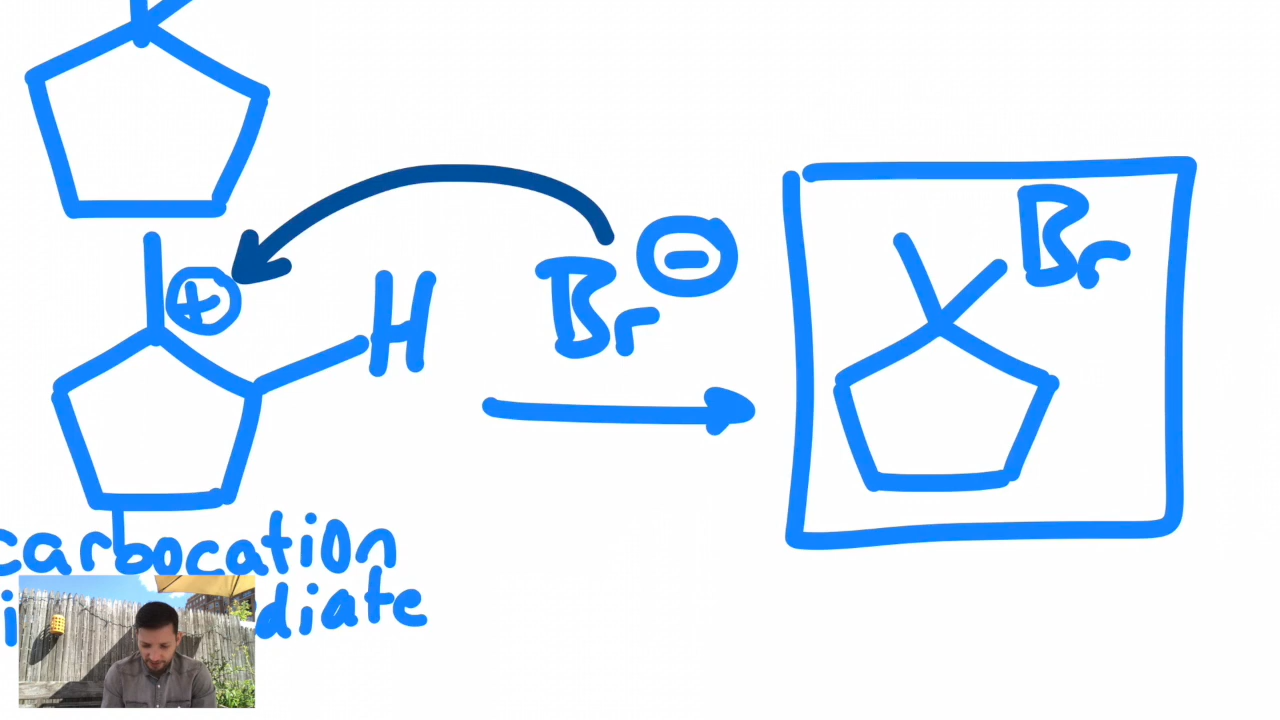 Br
⊕ H Br ⊖
carbocation
diate